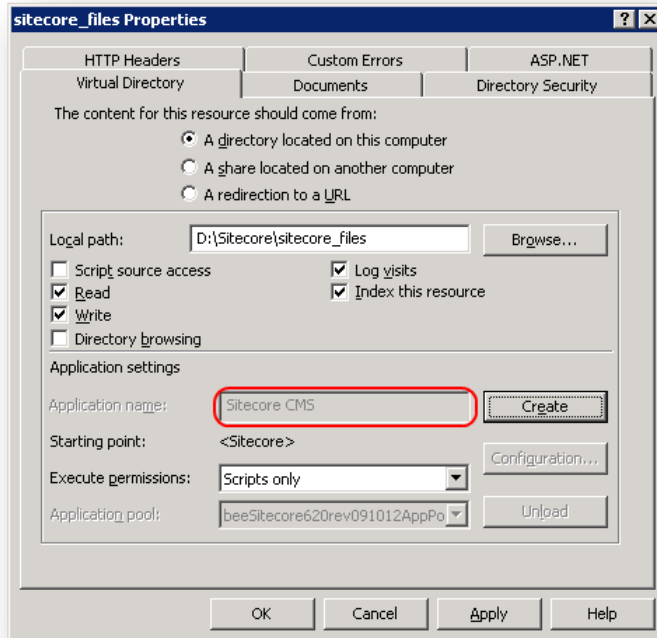 sitecore_files Properties
HTTP Headers
Custom Errors
ASP.NET
Virtual Directory
Documents
Directory Security
The content for this resource should come from:
A directory located on this computer
A share located on another computer
A redirection to a URL
Local path:
D:\Sitecore\sitecore_files
Browse...
Script source access
Log visits
Read
Index this resource
Write
Directory browsing
Application settings
Application name:
Sitecore CMS
Create
Starting point:
<Sitecore>
Configuration...
Execute permissions:
Scripts only
Application pool:
beeSitecore620rev091012AppPo
Unload
OK
Cancel
Apply
Help